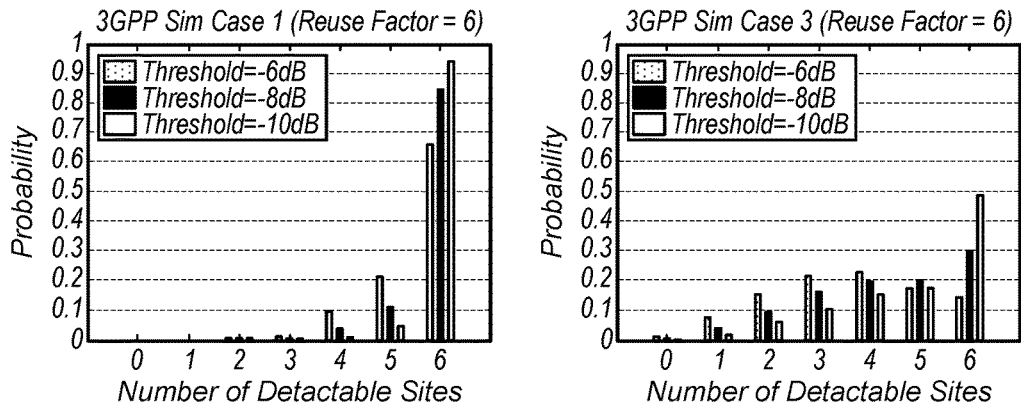 3GPP Sim Case 1 (Reuse Factor = 6)
Threshold=-6dB
Threshold=-8dB
Threshold=-10dB
Probability
1
0.9
0.8
0.7
0.6
0.5
0.4
0.3
0.2
0.1
0
0 1 2 3 4 5 6
Number of Detactable Sites
3GPP Sim Case 3 (Reuse Factor = 6)
Threshold=-6dB
Threshold=-8dB
Threshold=-10dB
Probability
1
0.9
0.8
0.7
0.6
0.5
0.4
0.3
0.2
0.1
0
0 1 2 3 4 5 6
Number of Detactable Sites